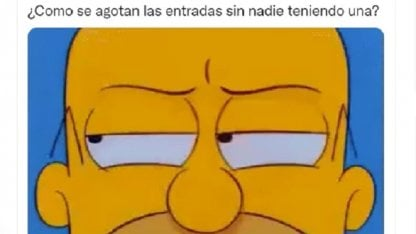 ¿Como se agotan las entradas sin nadie teniendo una?